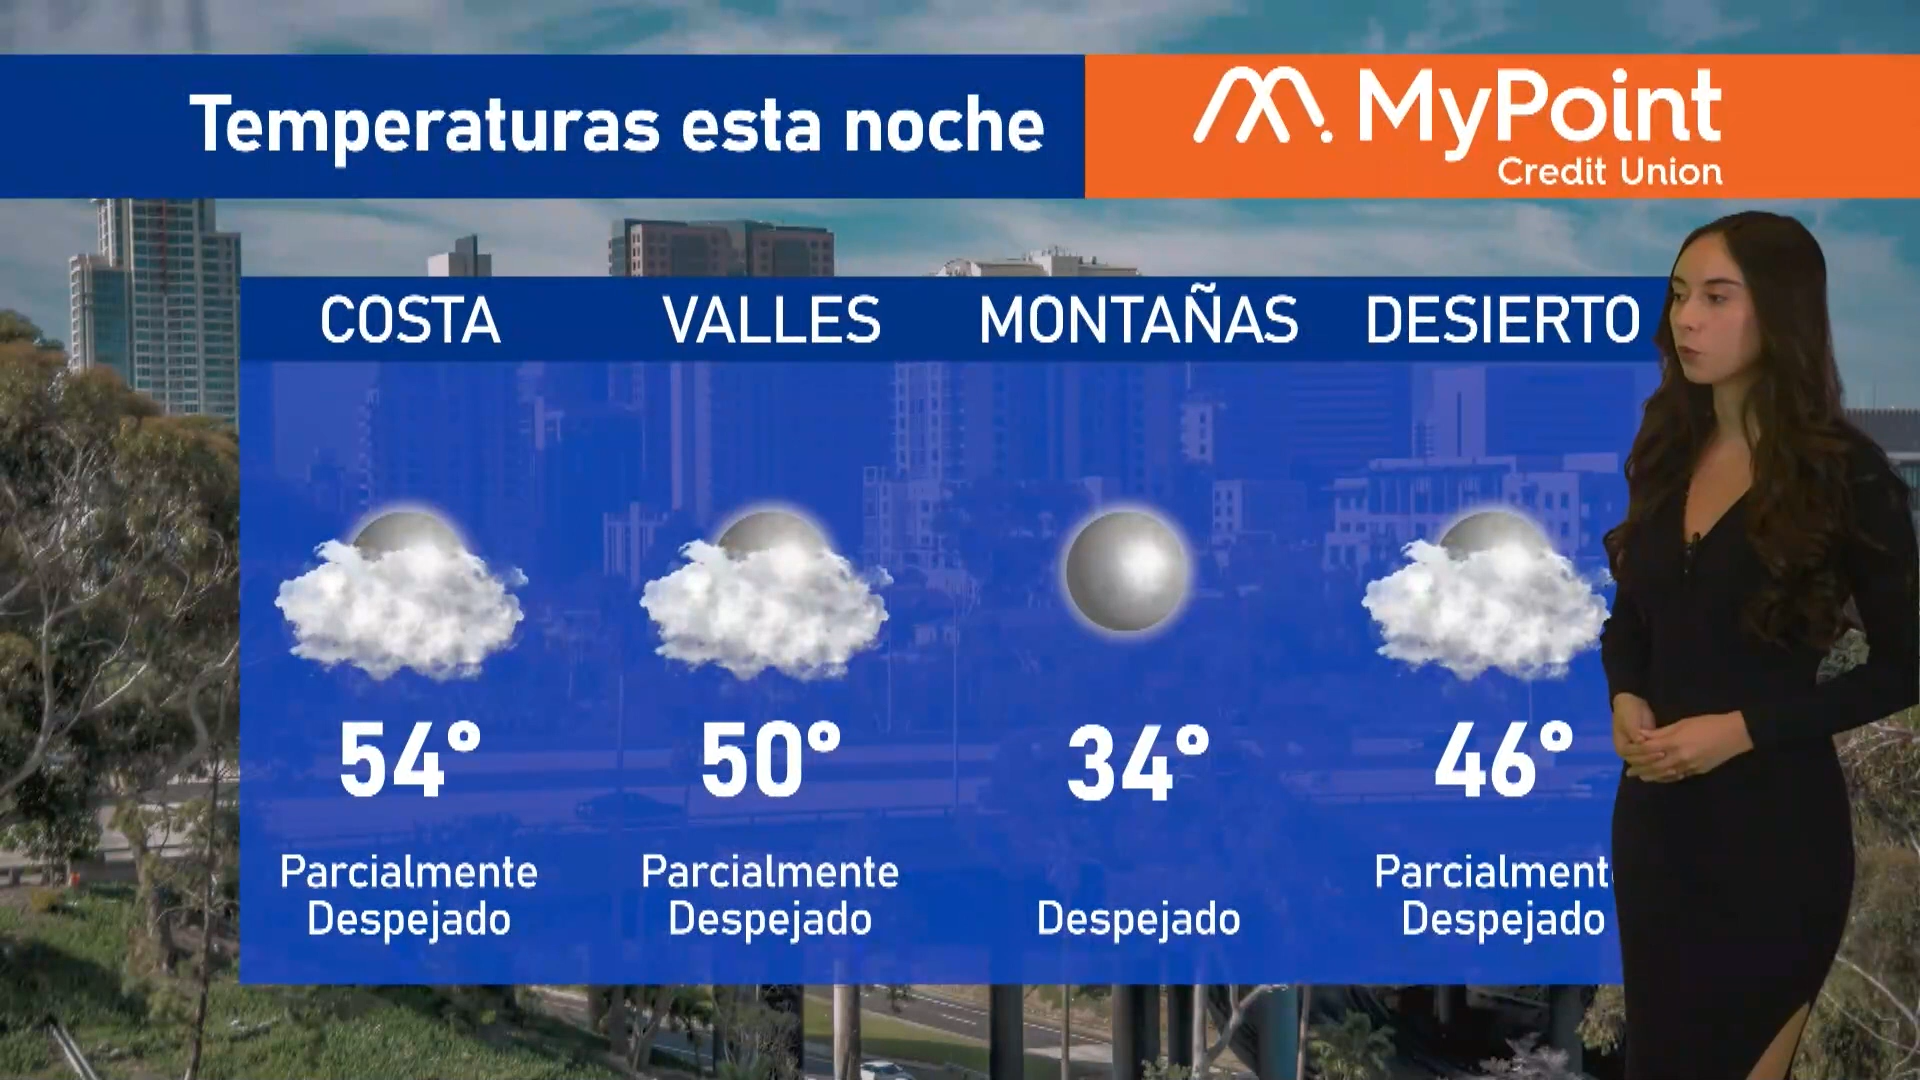 Temperaturas esta noche
MyPoint
Credit Union
COSTA VALLES MONTAÑAS DESIERTO
54° 50° 34° 46°
Parcialmente Parcialmente Parcialment
Despejado Despejado Despejado Despejado